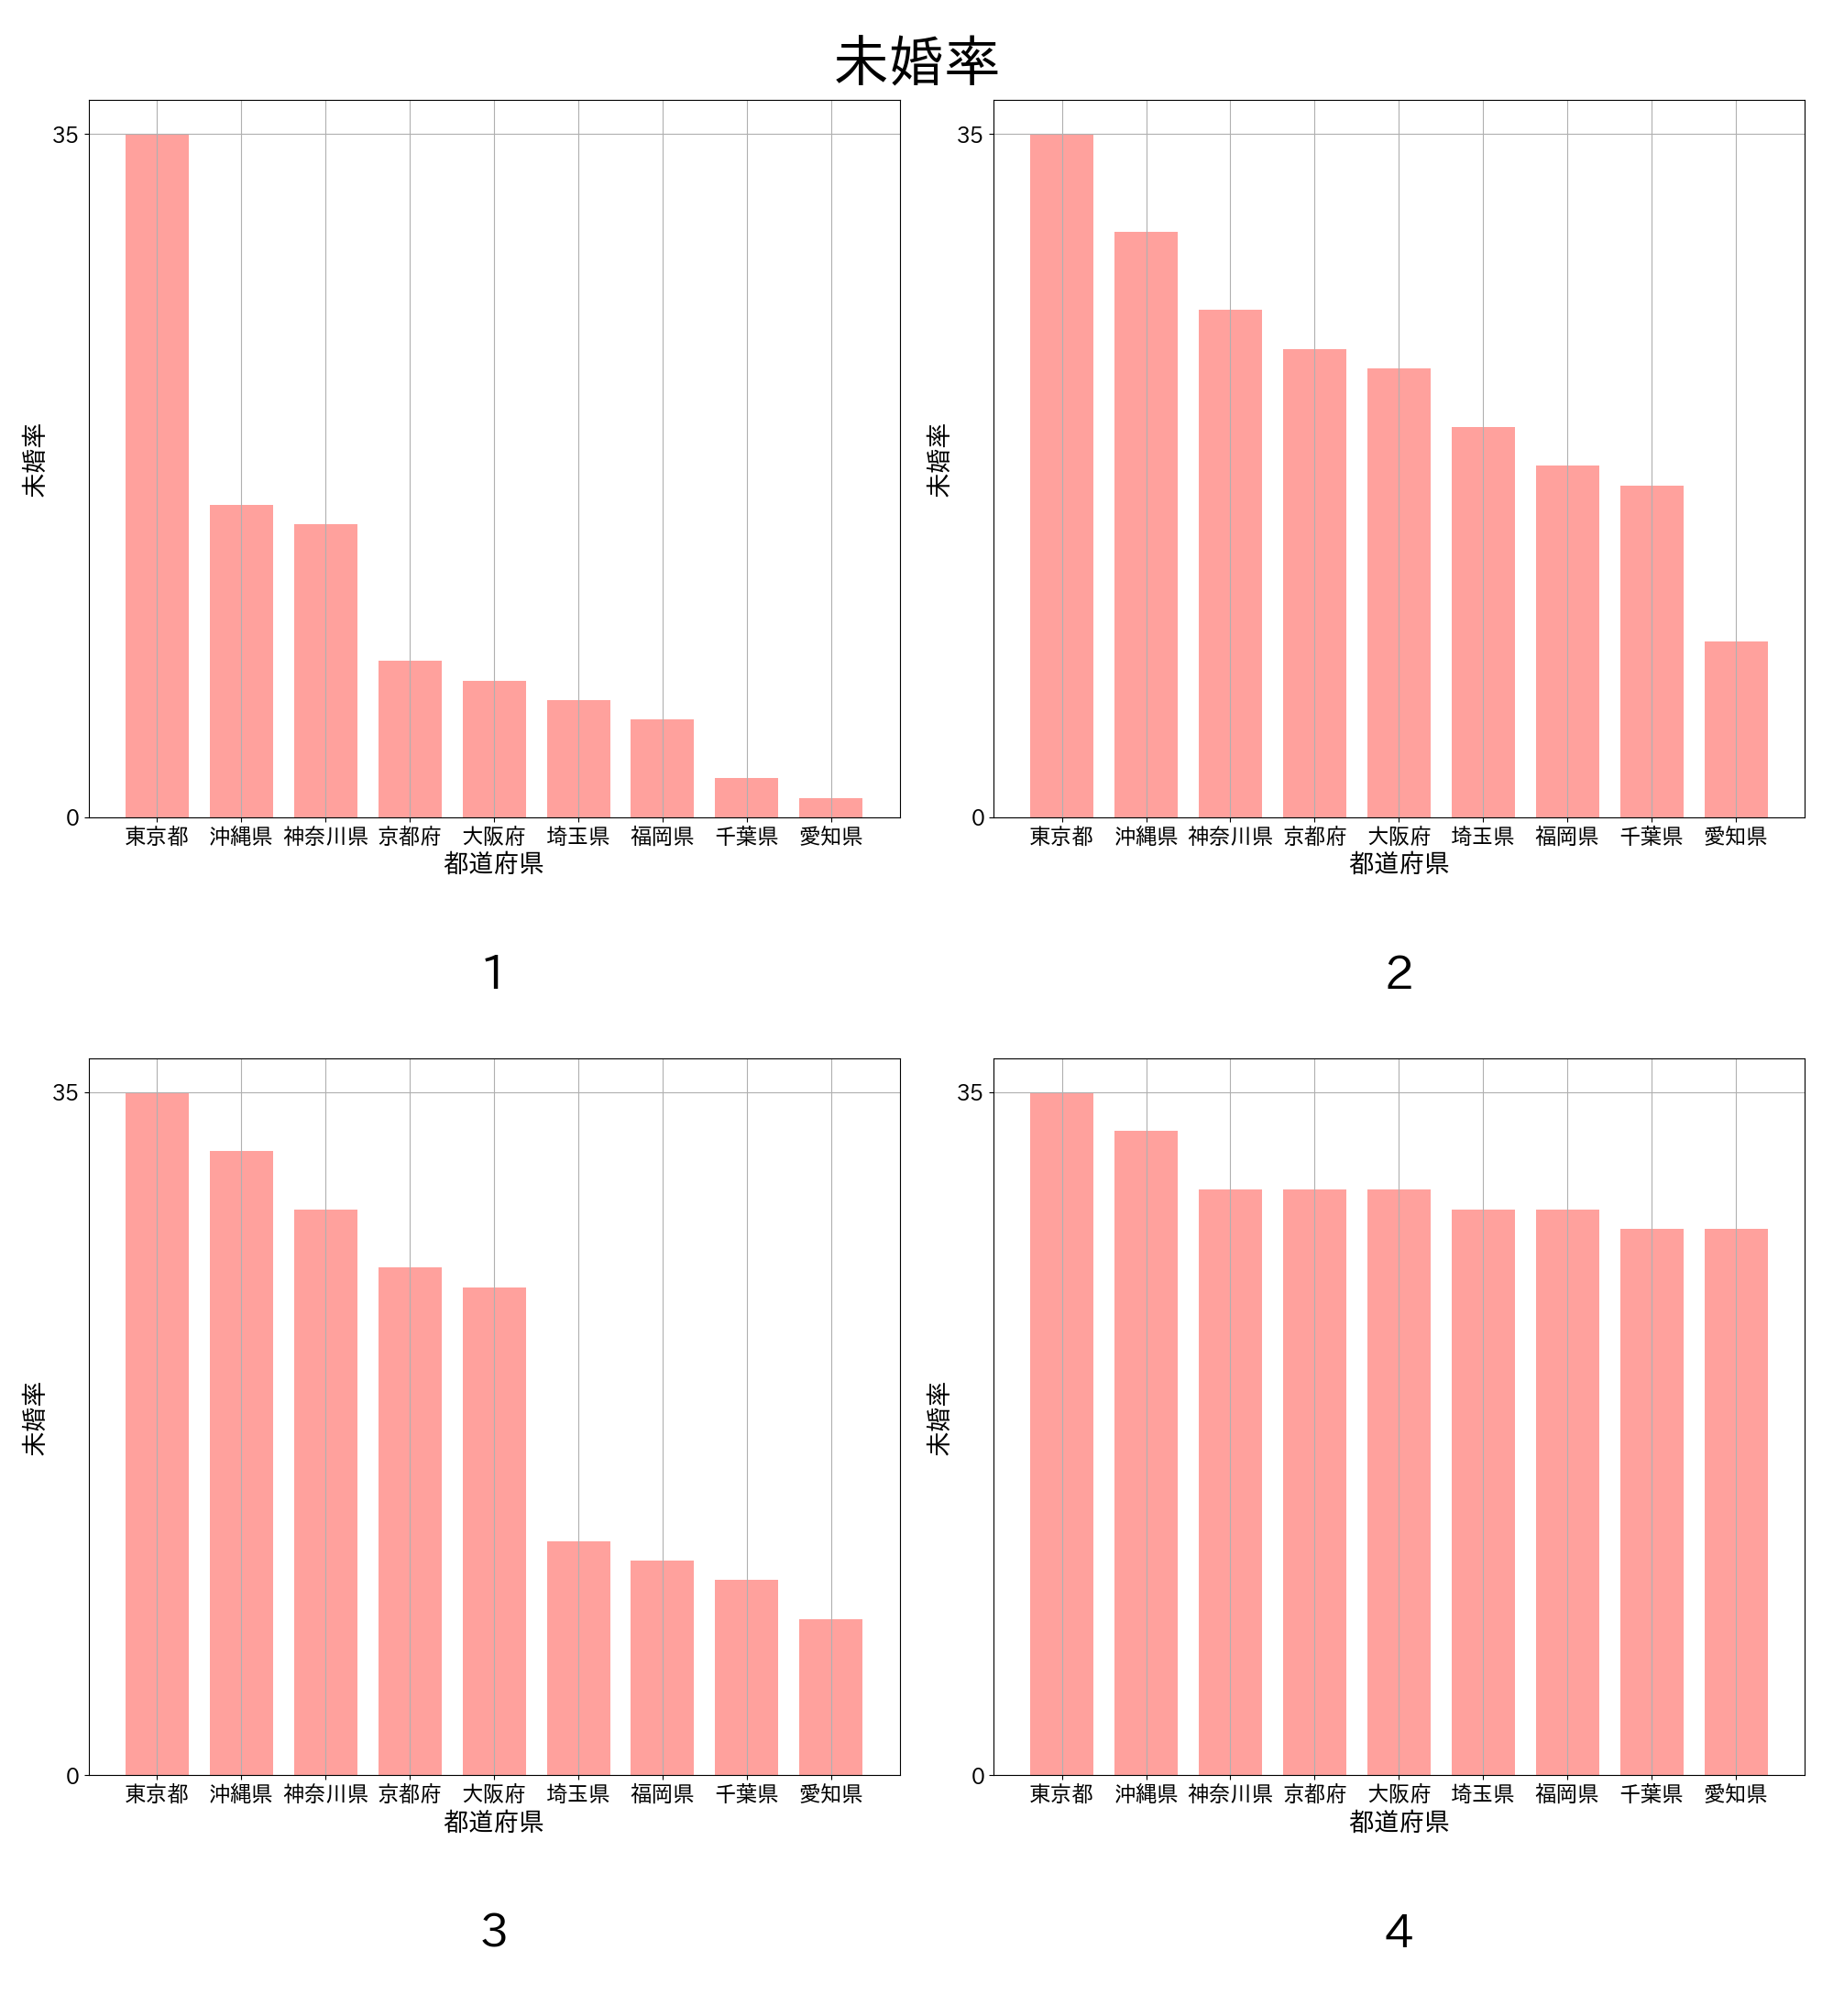 未婚率
35
0
未婚率
東京都 沖縄県 神奈川県 京都府 大阪府 埼玉県 福岡県 千葉県 愛知県
都道府県
1
35
0
未婚率
東京都 沖縄県 神奈川県 京都府 大阪府 埼玉県 福岡県 千葉県 愛知県
都道府県
2
35
0
未婚率
東京都 沖縄県 神奈川県 京都府 大阪府 埼玉県 福岡県 千葉県 愛知県
都道府県
3
35
0
未婚率
東京都 沖縄県 神奈川県 京都府 大阪府 埼玉県 福岡県 千葉県 愛知県
都道府県
4